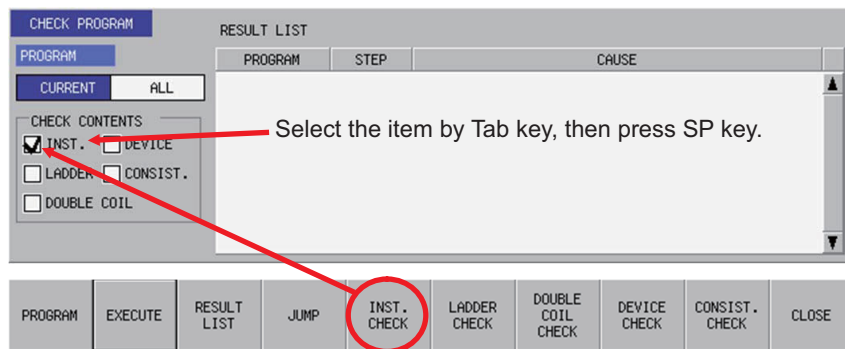 CHECK PROGRAM
RESULT LIST
PROGRAM
PROGRAM STEP CAUSE
CURRENT ALL
CHECK CONTENTS
INST. DEVICE
LADDER CONSIST.
DOUBLE COIL
Select the item by Tab key, then press SP key.
PROGRAM
EXECUTE
RESULT
LIST
JUMP
INST.
CHECK
LADDER
CHECK
DOUBLE
COIL
CHECK
DEVICE
CHECK
CONSIST.
CHECK
CLOSE